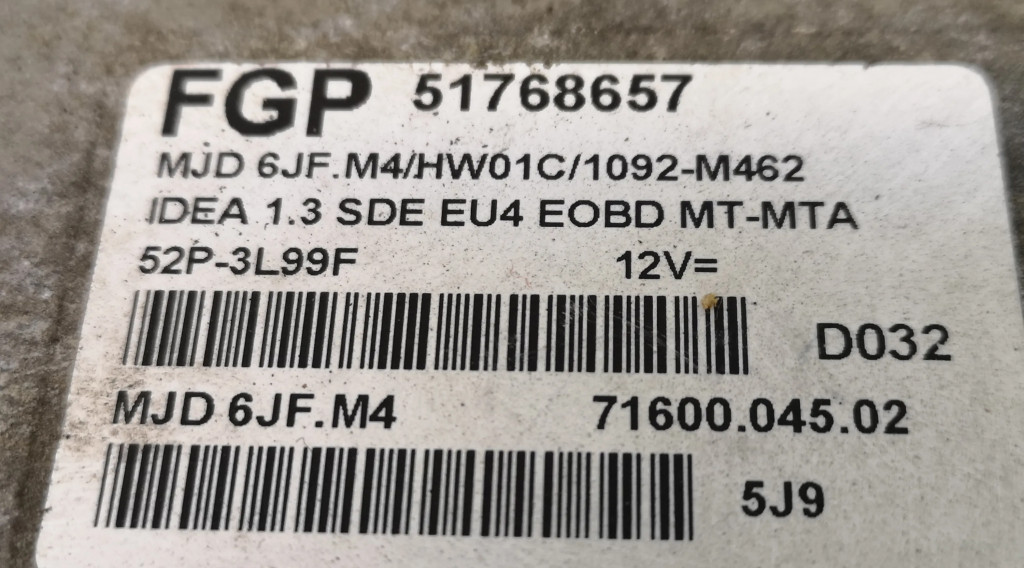 FGP 51768657
MJD 6JF.M4/HW01C/1092-M462
IDEA 1.3 SDE EU4 EOBD MT-MTA
52P-3L99F 12V=
D032
MJD 6JF.M4 71600.045.02
5J9